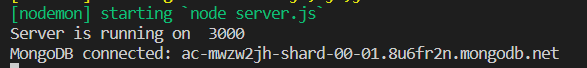 [nodemon] starting `node server.js`
Server is running on  3000
MongoDB connected: ac-mwzw2jh-shard-00-01.8u6fr2n.mongodb.net